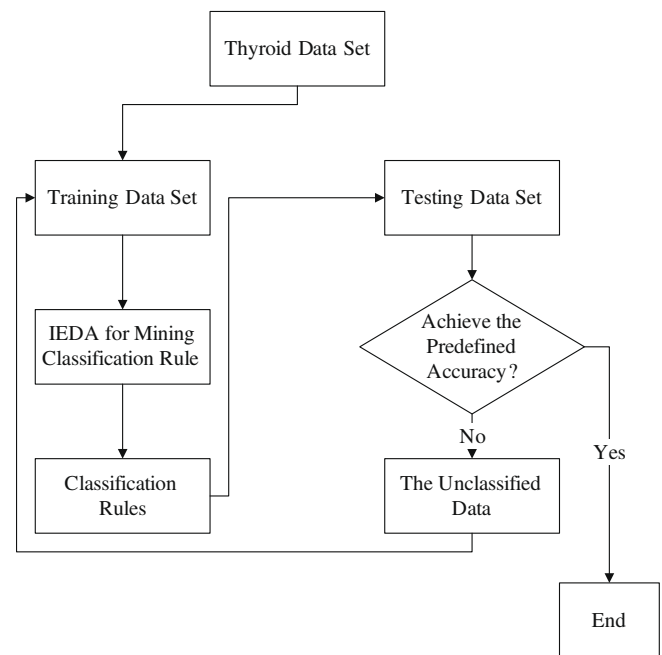 Thyroid Data Set
Training Data Set
Testing Data Set
IEDA for Mining
Classification Rule
Achieve the
Predefined
Accuracy?
No
Yes
Classification
Rules
The Unclassified
Data
End